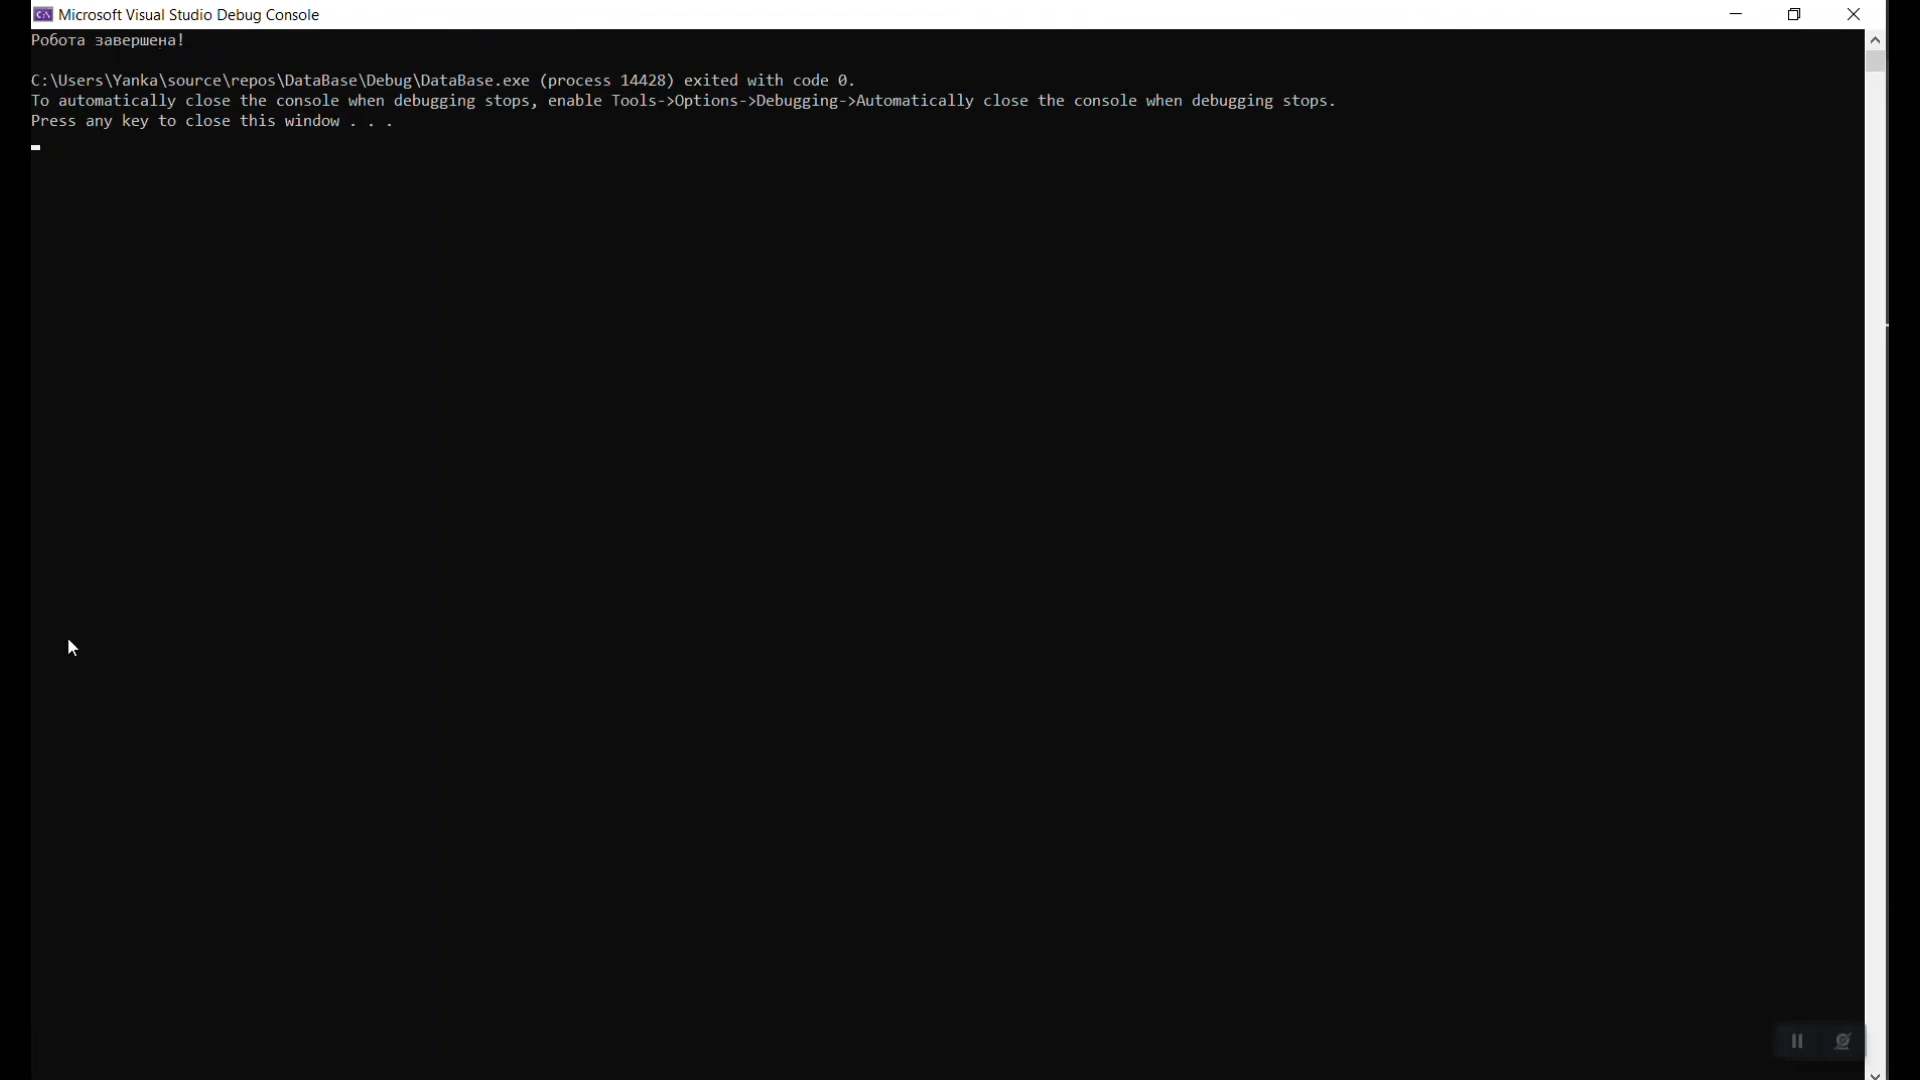 Microsoft Visual Studio Debug Console
Робота завершена!
C:\Users\Yanka\source\repos\DataBase\Debug\DataBase.exe (process 14428) exited with code 0.
To automatically close the console when debugging stops, enable Tools->Options->Debugging->Automatically close the console when debugging stops.
Press any key to close this window . . .